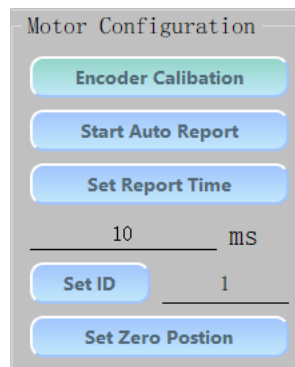 Motor Configuration
Encoder Calibation
Start Auto Report
Set Report Time
10 ms
Set ID 1
Set Zero Postion